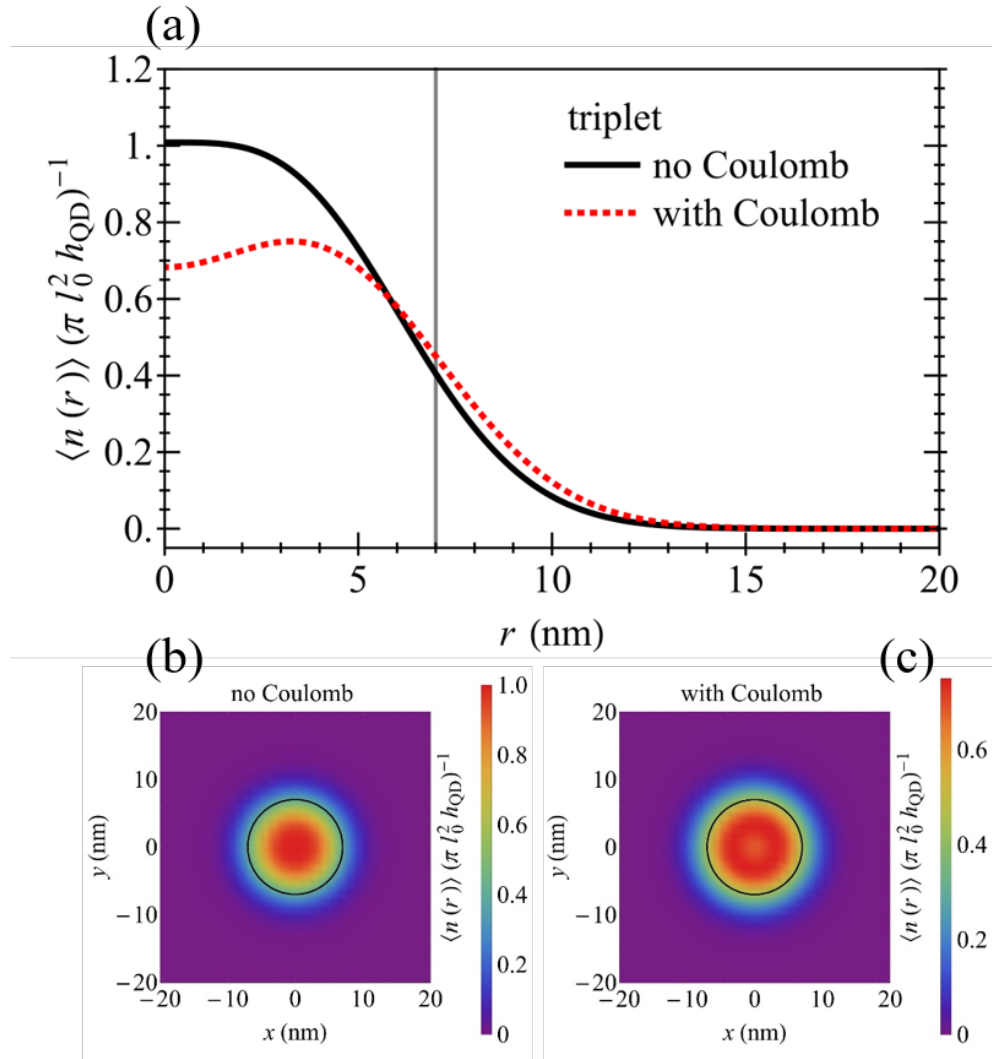 (a)
1.2
1.
0.8
0.6
0.4
0.2
0.
⟨n (r)⟩ (π l₀² h_QD)⁻¹
triplet
no Coulomb
with Coulomb
0 5 10 15 20
r (nm)
(b)
no Coulomb
20
10
0
−10
−20
y (nm)
−20 −10 0 10 20
x (nm)
1.0
0.8
0.6
0.4
0.2
0
⟨n (r)⟩ (π l₀² h_QD)⁻¹
(c)
with Coulomb
20
10
0
−10
−20
y (nm)
−20 −10 0 10 20
x (nm)
⟨n (r)⟩ (π l₀² h_QD)⁻¹
0.6
0.4
0.2
0